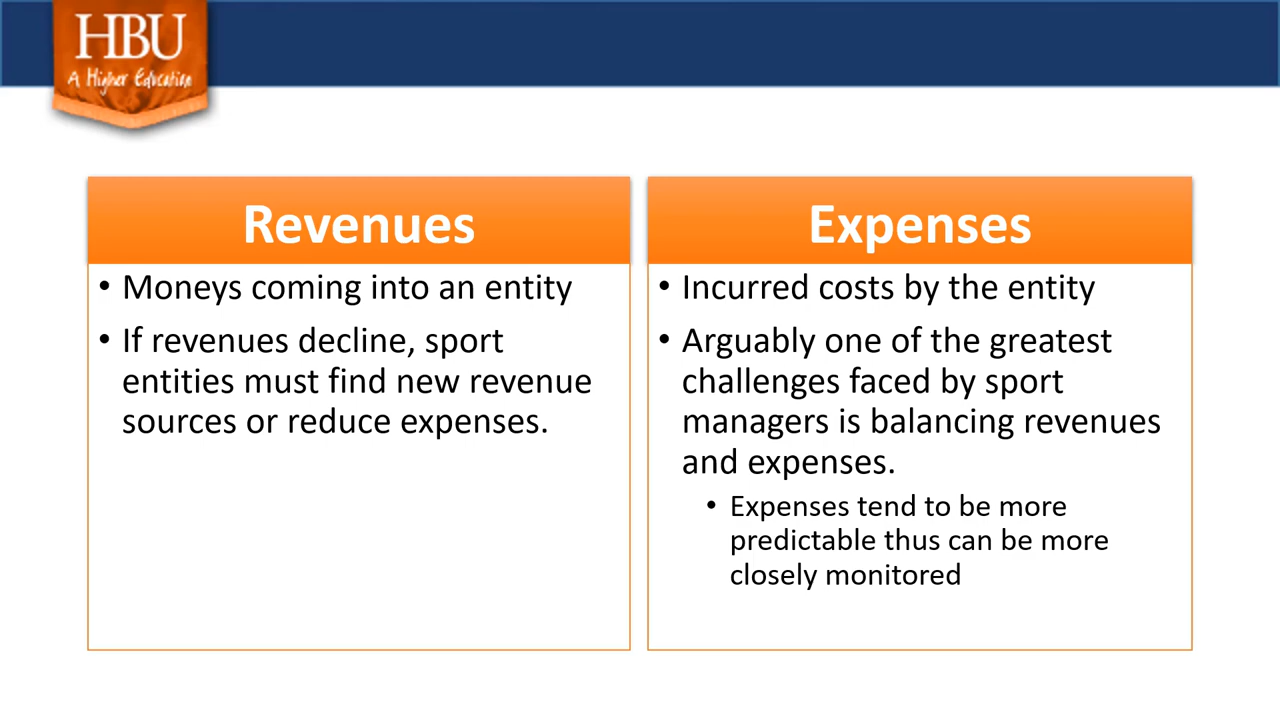 HBU
A Higher Education
Revenues
• Moneys coming into an entity
• If revenues decline, sport
entities must find new revenue
sources or reduce expenses.
Expenses
• Incurred costs by the entity
• Arguably one of the greatest
challenges faced by sport
managers is balancing revenues
and expenses.
• Expenses tend to be more
predictable thus can be more
closely monitored